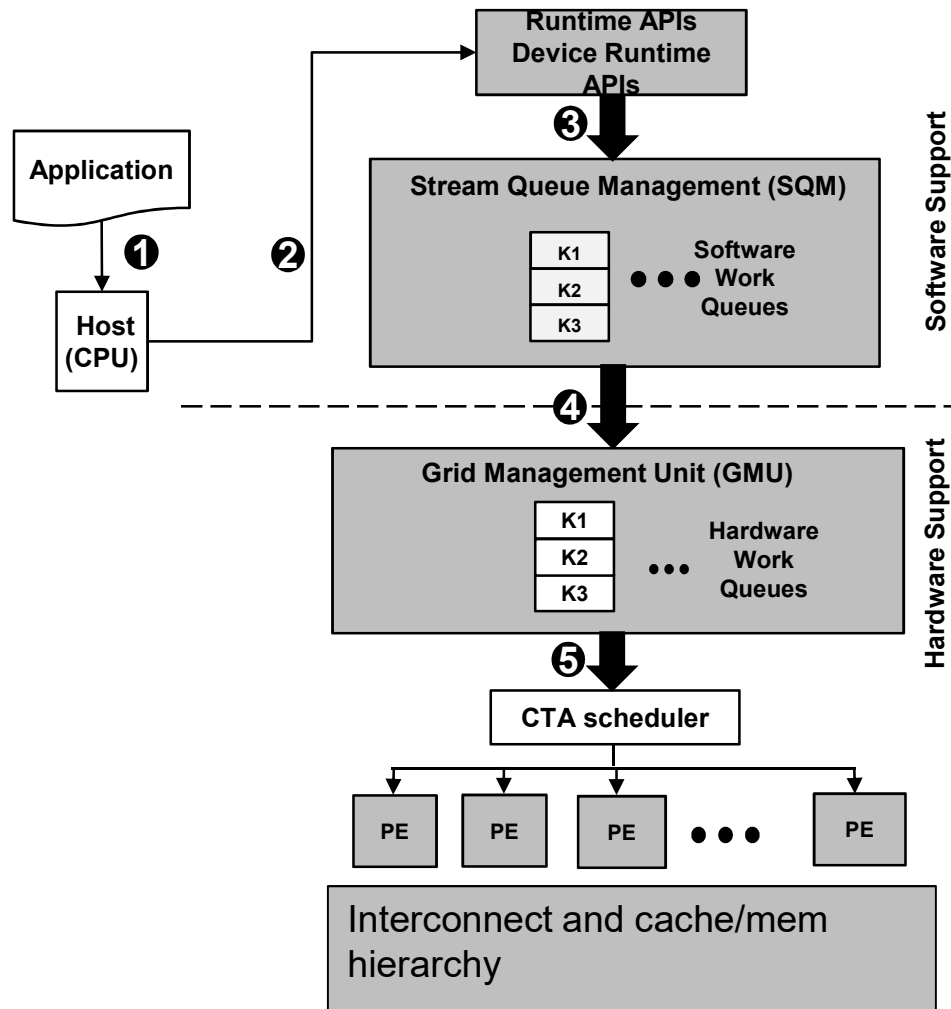 Runtime APIs
Device Runtime
APIs
3
Application
Stream Queue Management (SQM)
1
2
K1
K2
K3
Software
Work
Queues
Software Support
Host
(CPU)
4
Grid Management Unit (GMU)
K1
K2
K3
Hardware
Work
Queues
Hardware Support
5
CTA scheduler
PE
PE
PE
PE
Interconnect and cache/mem
hierarchy